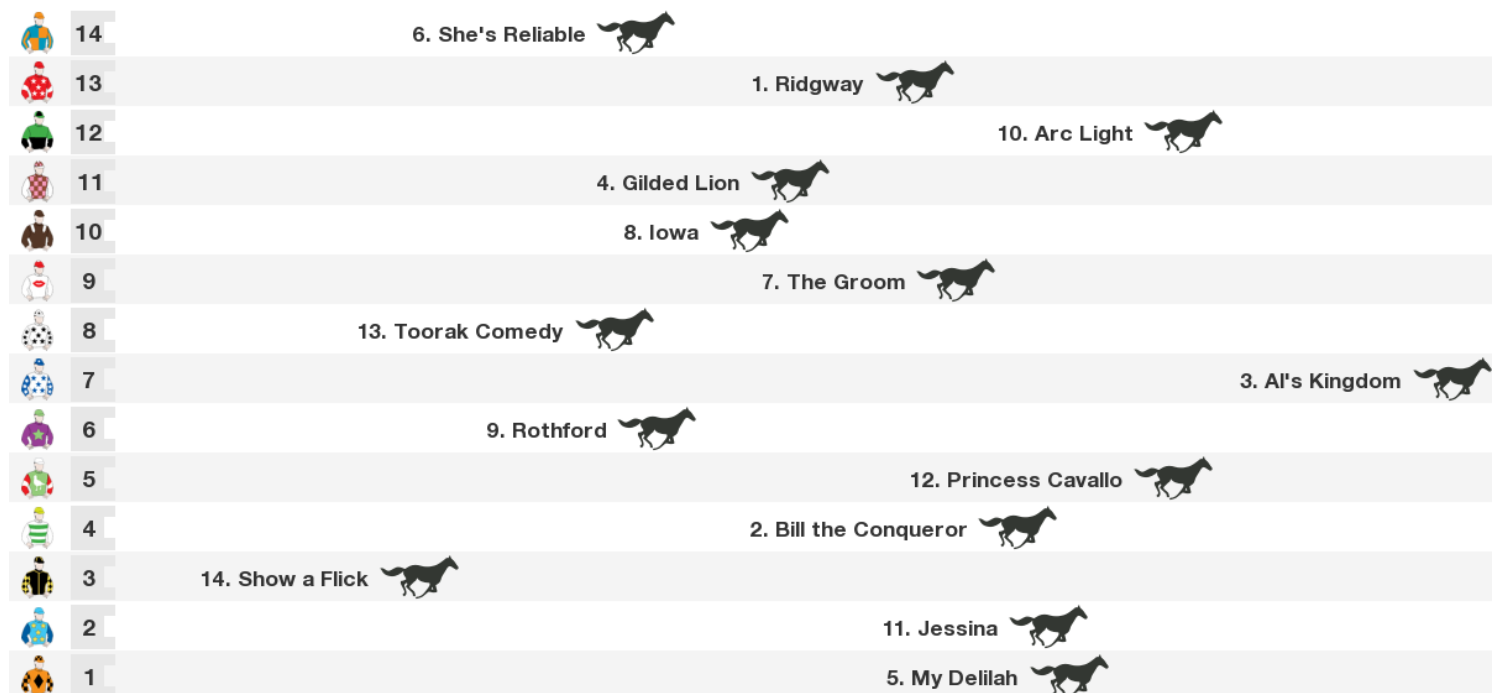 14 6. She's Reliable
13 1. Ridgway
12 10. Arc Light
11 4. Gilded Lion
10 8. Iowa
9 7. The Groom
8 13. Toorak Comedy
7 3. Al's Kingdom
6 9. Rothford
5 12. Princess Cavallo
4 2. Bill the Conqueror
3 14. Show a Flick
2 11. Jessina
1 5. My Delilah